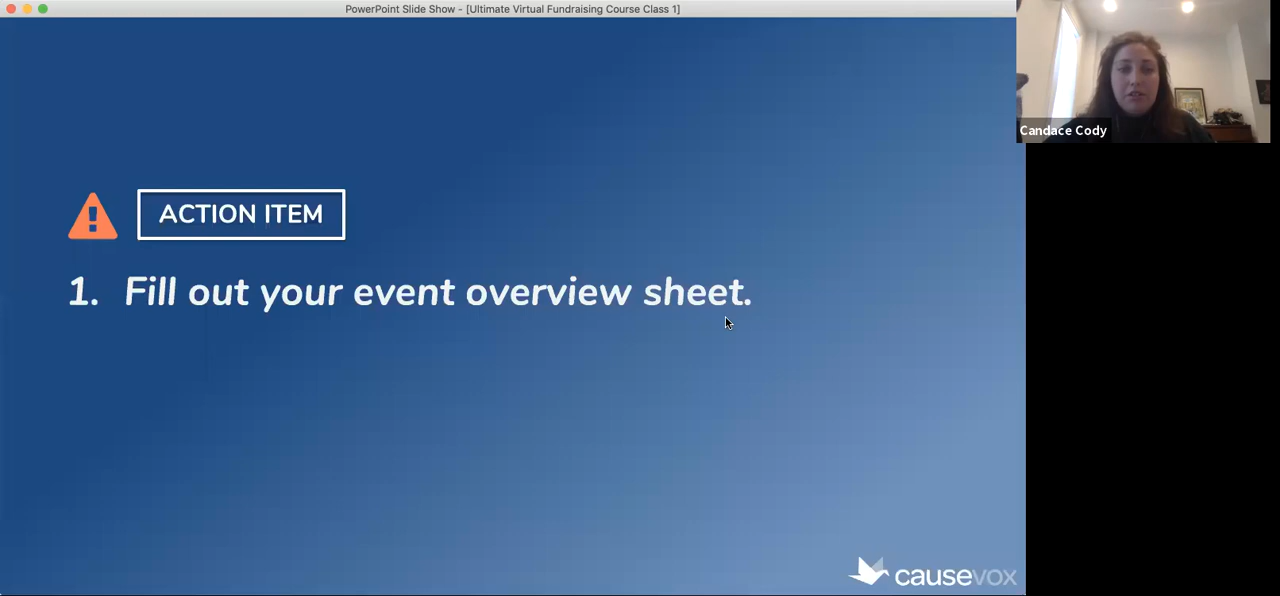 PowerPoint Slide Show - [Ultimate Virtual Fundraising Course Class 1]
Candace Cody
ACTION ITEM
1. Fill out your event overview sheet.
causevox